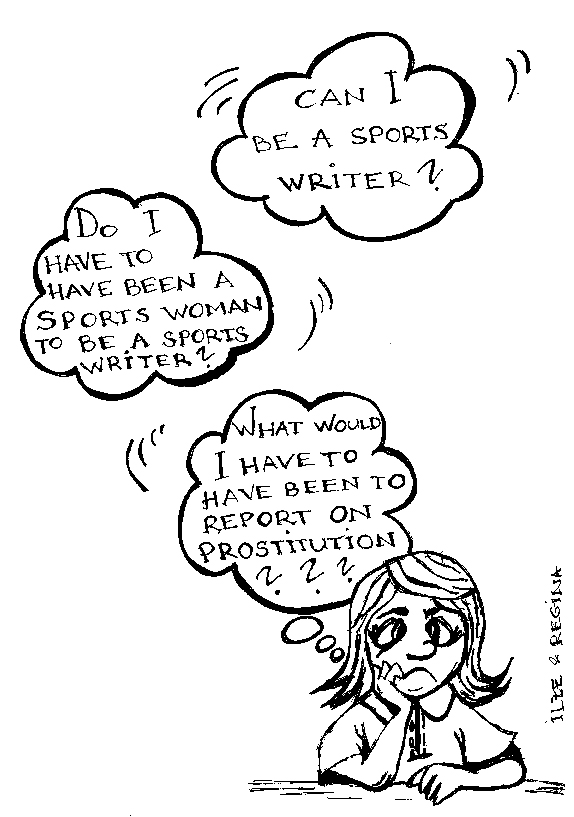 CAN I
BE A SPORTS
WRITER?
DO I
HAVE TO
HAVE BEEN A
SPORTS WOMAN
TO BE A SPORTS
WRITER?
WHAT WOULD
I HAVE TO
HAVE BEEN TO
REPORT ON
PROSTITUTION
? ? ?
ILZE & REGINA